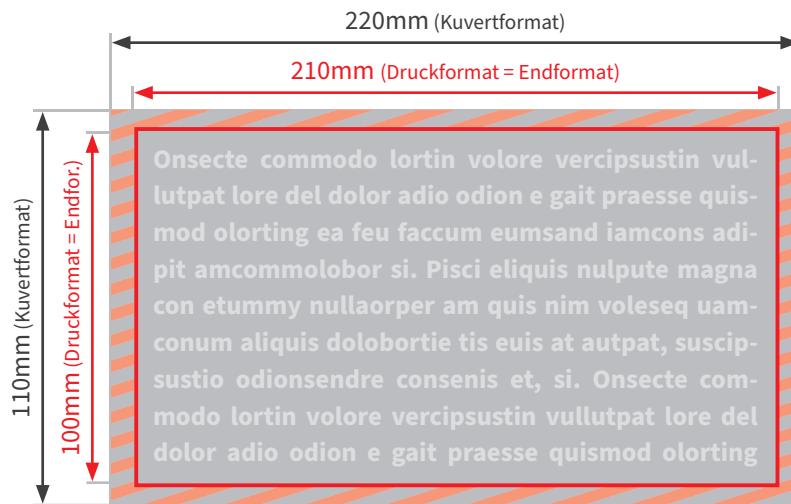 220mm (Kuvertformat)
210mm (Druckformat = Endformat)
110mm (Kuvertformat)
100mm (Druckformat = Endfor.)
Onsecte commodo lortin volore vercipsustin vul-
lutpat lore del dolor adio odion e gait praesse quis-
mod olorting ea feu faccum eumsand iamcons adi-
pit amcommolobor si. Pisci eliquis nulpute magna
con etummy nullaorper am qiis nim voleseq uam-
conum aliquis dolobortie tis euis at autpat, suscip-
sustio odionsendre consenis et, si. Onsecte com-
modo lortin volore vercipsustin vullutpat lore del
dolor adio odion e gait praesse quismod olorting